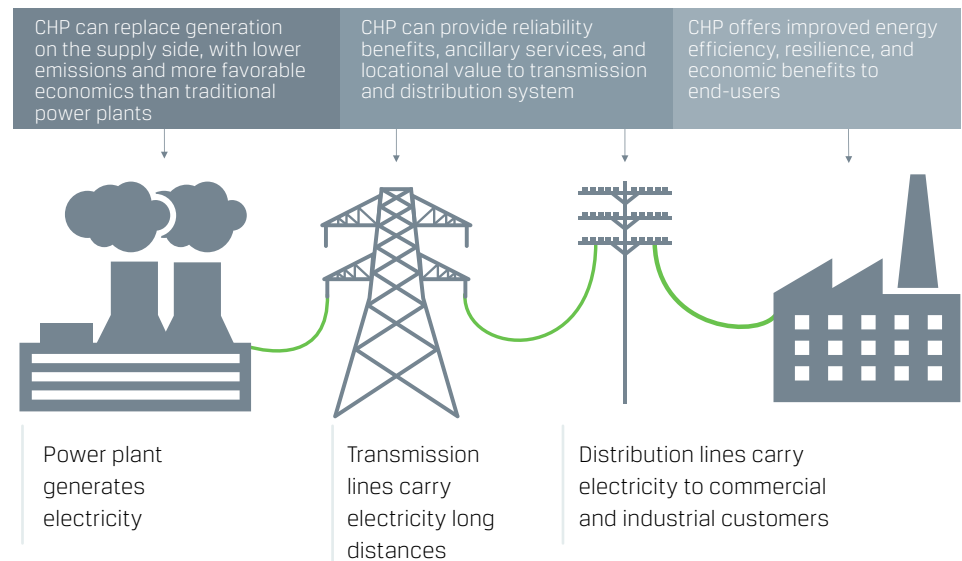 CHP can replace generation
on the supply side, with lower
emissions and more favorable
economics than traditional
power plants
CHP can provide reliability
benefits, ancillary services, and
locational value to transmission
and distribution system
CHP offers improved energy
efficiency, resilience, and
economic benefits to
end-users
Power plant
generates
electricity
Transmission
lines carry
electricity long
distances
Distribution lines carry
electricity to commercial
and industrial customers